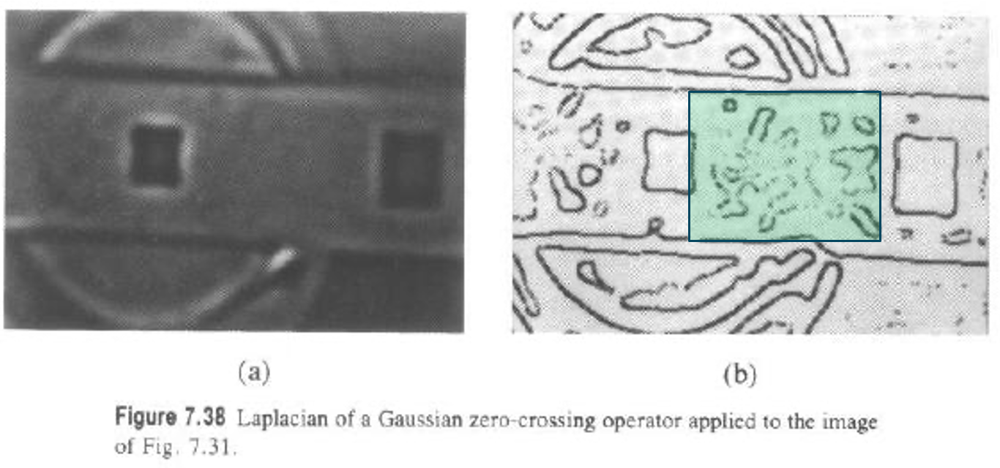 (a)
(b)
Figure 7.38 Laplacian of a Gaussian zero-crossing operator applied to the image
of Fig. 7.31.